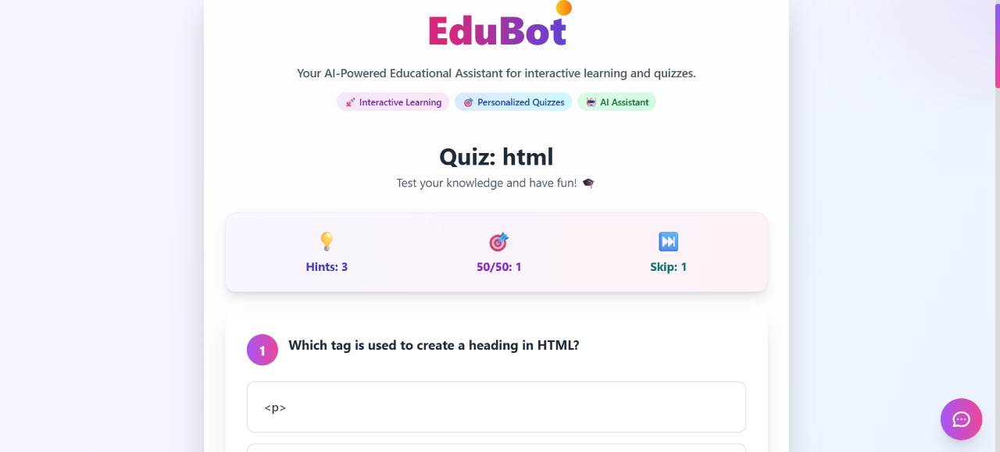 EduBot
Your AI-Powered Educational Assistant for interactive learning and quizzes.
🚀 Interactive Learning 🎯 Personalized Quizzes 🤖 AI Assistant
Quiz: html
Test your knowledge and have fun! 🎓
💡 🎯 ⏭️
Hints: 3 50/50: 1 Skip: 1
1 Which tag is used to create a heading in HTML?
<p>